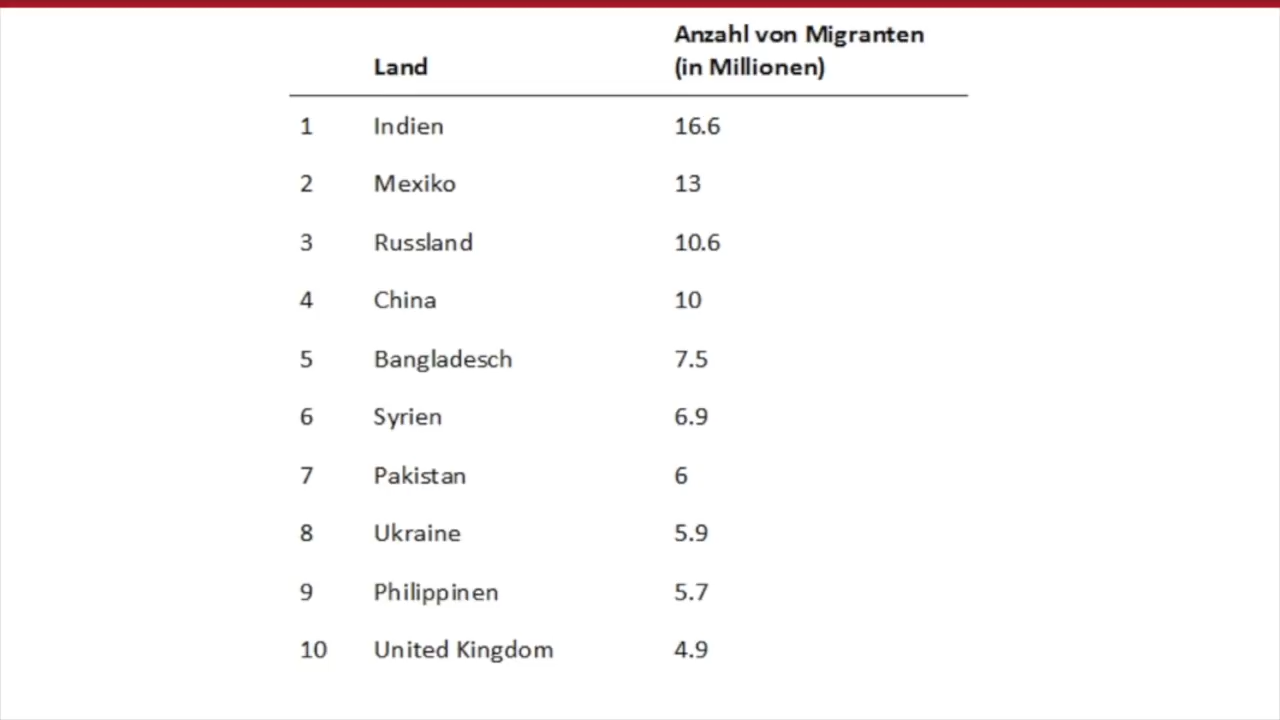 Anzahl von Migranten
Land (in Millionen)
1 Indien 16.6
2 Mexiko 13
3 Russland 10.6
4 China 10
5 Bangladesch 7.5
6 Syrien 6.9
7 Pakistan 6
8 Ukraine 5.9
9 Philippinen 5.7
10 United Kingdom 4.9